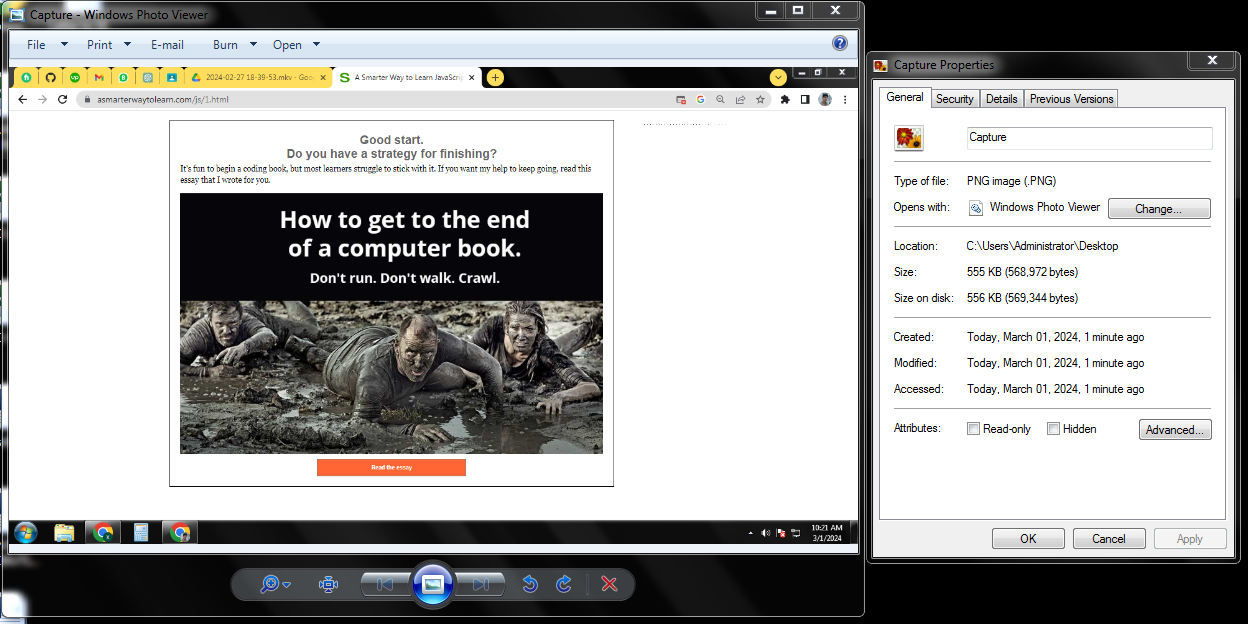 Capture - Windows Photo Viewer
File
Print
E-mail
Burn
Open
2024-02-27 18-39-53.mkv - Goo
A Smarter Way to Learn JavaScrip
asmarterwaytolearn.com/js/1.html
Good start.
Do you have a strategy for finishing?
It's fun to begin a coding book, but most learners struggle to stick with it. If you want my help to keep going, read this
essay that I wrote for you.
How to get to the end
of a computer book.
Don't run. Don't walk. Crawl.
Read the essay
10:21 AM
3/1/2024
Capture Properties
General
Security
Details
Previous Versions
Capture
Type of file: PNG image (.PNG)
Opens with: Windows Photo Viewer Change...
Location: C:\Users\Administrator\Desktop
Size: 555 KB (568,972 bytes)
Size on disk: 556 KB (569,344 bytes)
Created: Today, March 01, 2024, 1 minute ago
Modified: Today, March 01, 2024, 1 minute ago
Accessed: Today, March 01, 2024, 1 minute ago
Attributes: Read-only Hidden Advanced...
OK Cancel Apply